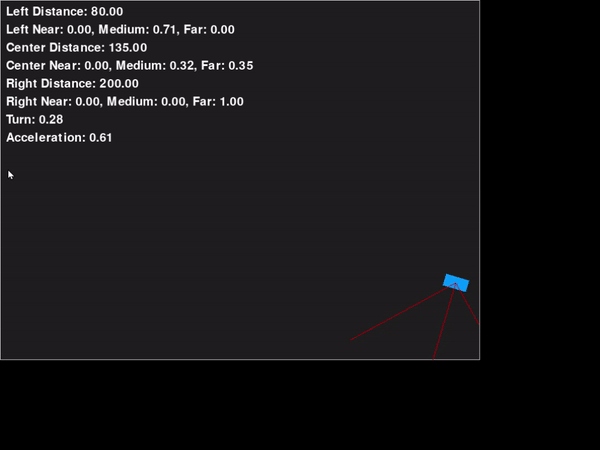 Left Distance: 80.00
Left Near: 0.00, Medium: 0.71, Far: 0.00
Center Distance: 135.00
Center Near: 0.00, Medium: 0.32, Far: 0.35
Right Distance: 200.00
Right Near: 0.00, Medium: 0.00, Far: 1.00
Turn: 0.28
Acceleration: 0.61